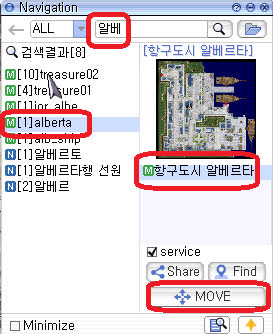 Navigation
ALL
알베
검색결과[8]
[항구도시 알베르타]
M [10]treasure02
M [4]treasure01
M [1]jor_albe
M [1]alberta
M alb_ship
N [1]알베르토
N [1]알베르타행 선원
N [2]알베르
M 항구도시 알베르타
service
Share
Find
MOVE
Minimize